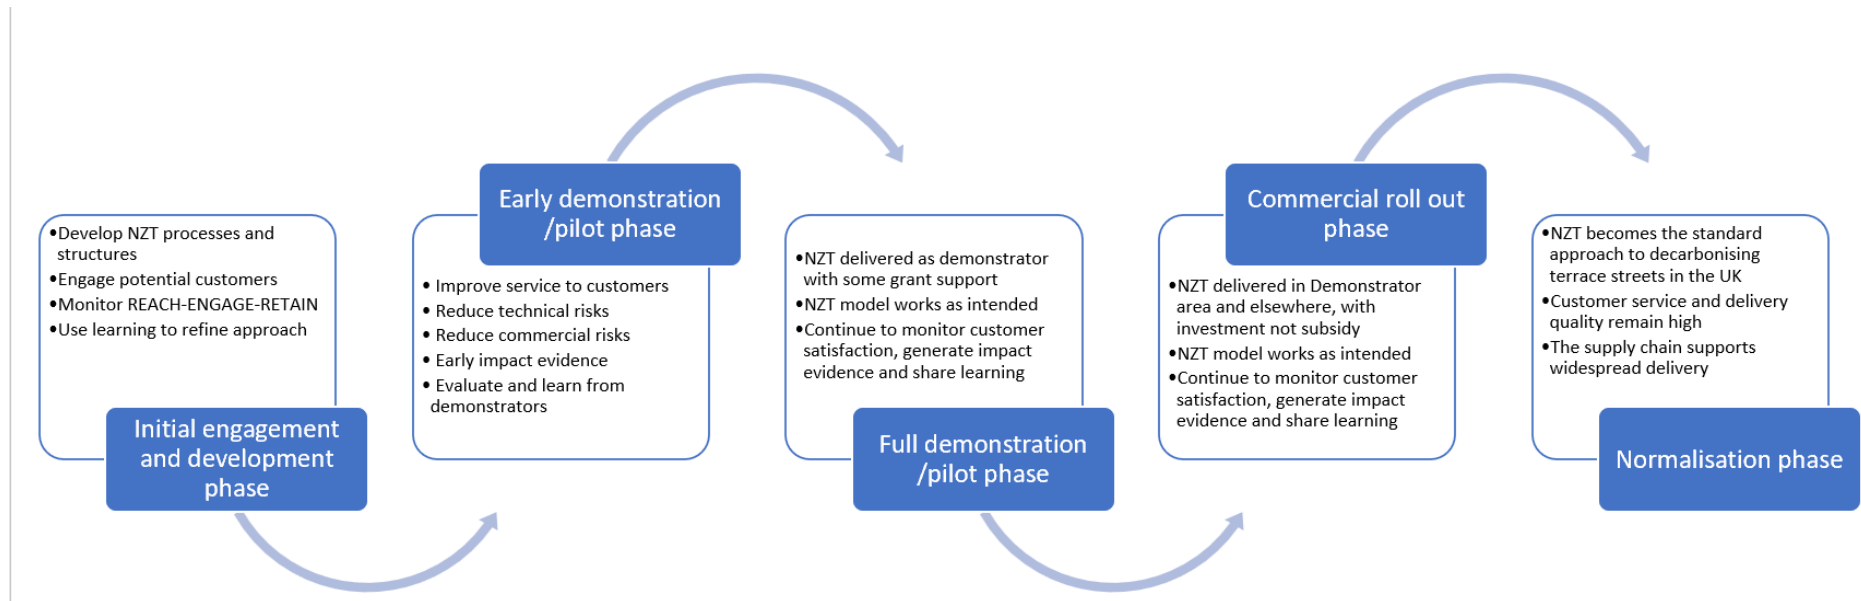 •Develop NZT processes and
structures
•Engage potential customers
•Monitor REACH-ENGAGE-RETAIN
•Use learning to refine approach
Initial engagement
and development
phase
Early demonstration
/pilot phase
• Improve service to customers
• Reduce technical risks
• Reduce commercial risks
• Early impact evidence
• Evaluate and learn from
demonstrators
•NZT delivered as demonstrator
with some grant support
•NZT model works as intended
•Continue to monitor customer
satisfaction, generate impact
evidence and share learning
Full demonstration
/pilot phase
Commercial roll out
phase
•NZT delivered in Demonstrator
area and elsewhere, with
investment not subsidy
•NZT model works as intended
•Continue to monitor customer
satisfaction, generate impact
evidence and share learning
•NZT becomes the standard
approach to decarbonising
terrace streets in the UK
•Customer service and delivery
quality remain high
•The supply chain supports
widespread delivery
Normalisation phase